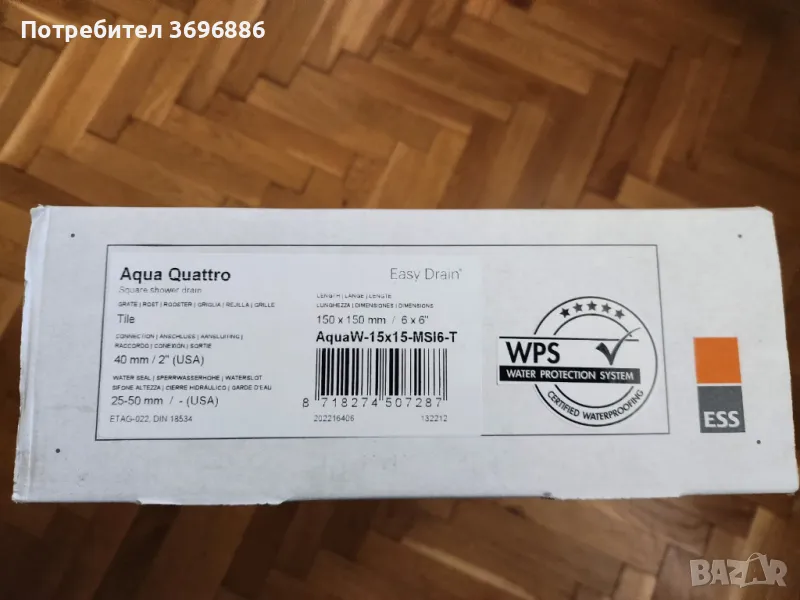 Потребител 3696886
Aqua Quattro
Square shower drain
Easy Drain®
GRATE | ROST | ROOSTER | GRIGLIA | REJILLA | GRILLE
Tile
LENGTH | LÄNGE | LENGTE
LUNGHEZZA | DIMENSIONES | DIMENSIONS
150 x 150 mm / 6 x 6"
CONNECTION | ANSCHLUSS | AANSLUITING |
RACCORDO | CONEXIÓN | SORTIE
40 mm / 2" (USA)
AquaW-15x15-MSI6-T
WATER SEAL | SPERRWASSERHÖHE | WATERSLOT
SIFONE ALTEZZA | CIERRE HIDRÁULICO | GARDE D'EAU
25-50 mm / - (USA)
ETAG-022, DIN 18534
8 718274 507287
202216406 132212
WPS
WATER PROTECTION SYSTEM
CERTIFIED WATERPROOFING
ESS
BAZAR